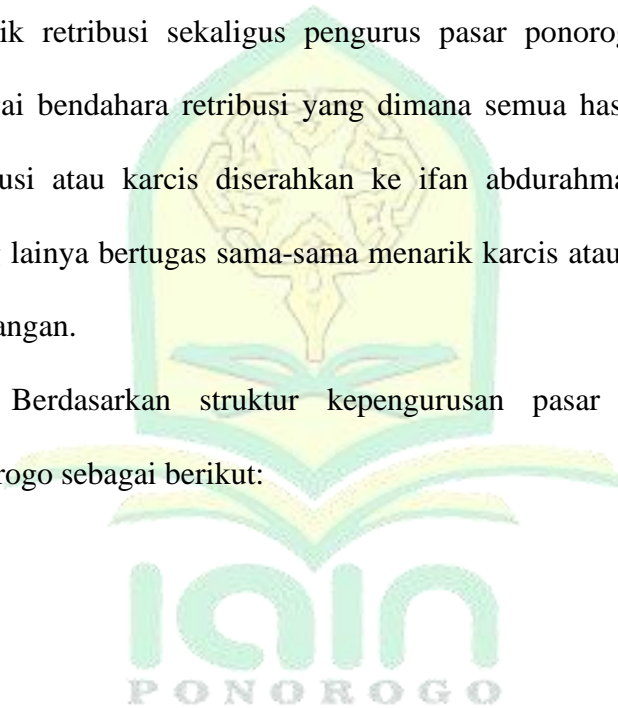 ik retribusi sekaligus pengurus pasar ponorog
ai bendahara retribusi yang dimana semua has
usi atau karcis diserahkan ke ifan abdurahma
lainya bertugas sama-sama menarik karcis atau
angan.
Berdasarkan struktur kepengurusan pasar
rogo sebagai berikut:
iain
PONOROGO